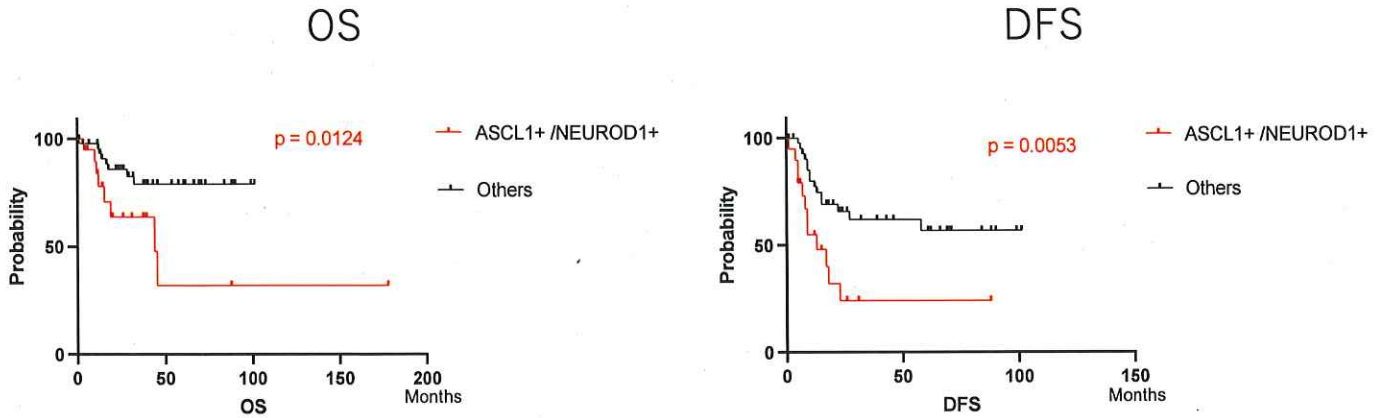 OS
p = 0.0124
ASCL1+ /NEUROD1+
Others
Probability
100
50
0
0 50 100 150 200
Months
OS
DFS
p = 0.0053
ASCL1+ /NEUROD1+
Others
Probability
100
50
0
0 50 100 150
Months
DFS